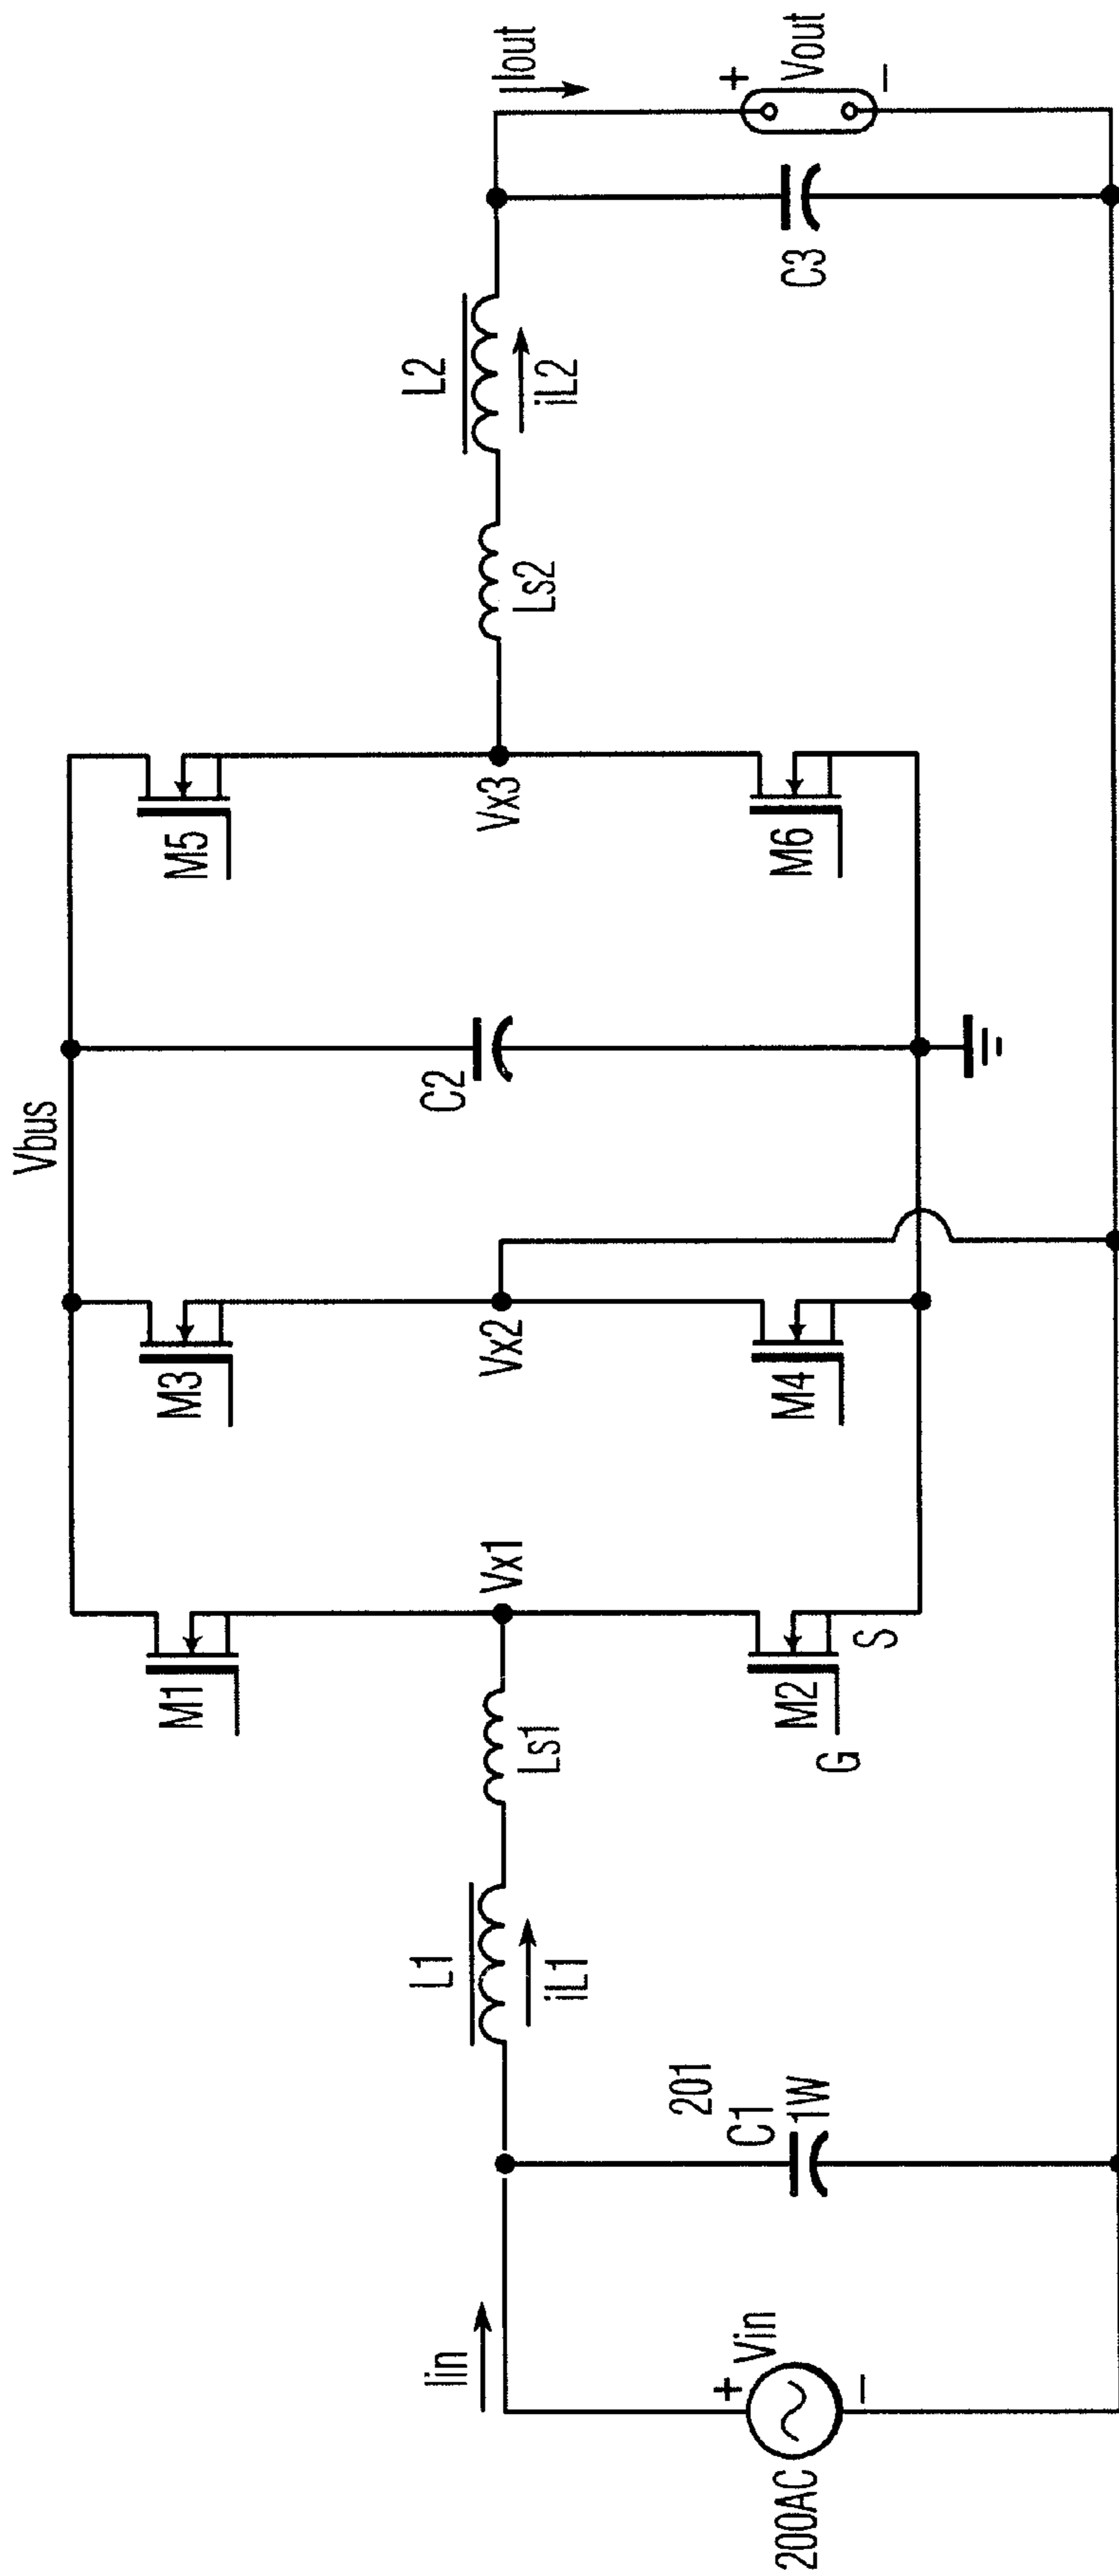 Vbus
M1
M3
M5
L1
iL1
Ls1
Vx1
Vx2
C2
Vx3
Ls2
L2
iL2
Iout
Iin
200AC
+
Vin
−
201
C1
1W
G
M2
S
M4
M6
C3
+
Vout
−